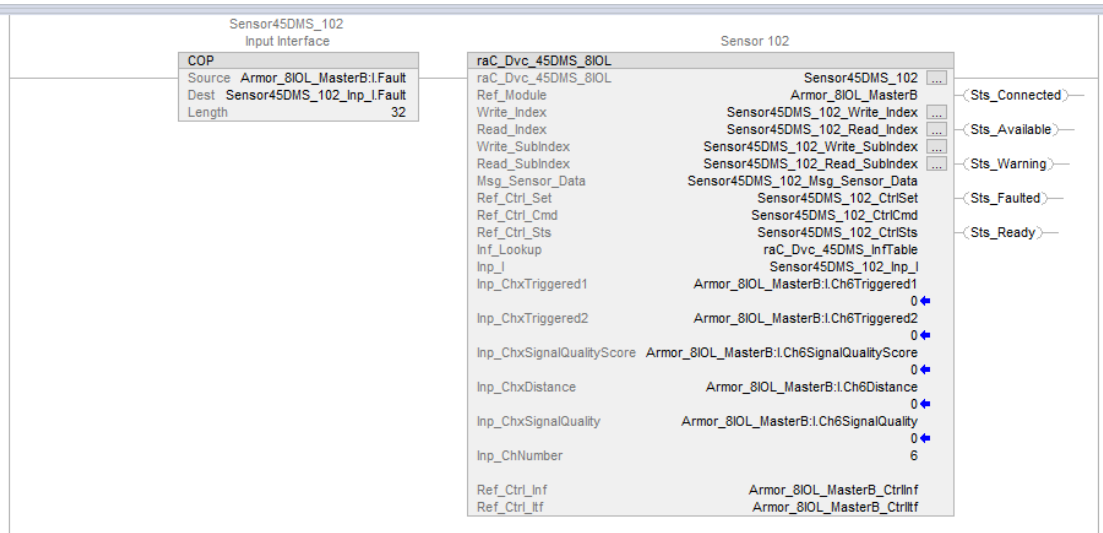 Sensor45DMS_102
Input Interface
COP
Source Armor_8IOL_MasterB:I.Fault
Dest Sensor45DMS_102_Inp_I.Fault
Length 32
Sensor 102
raC_Dvc_45DMS_8IOL
raC_Dvc_45DMS_8IOL Sensor45DMS_102 ...
Ref_Module Armor_8IOL_MasterB
Write_Index Sensor45DMS_102_Write_Index ...
Read_Index Sensor45DMS_102_Read_Index ...
Write_SubIndex Sensor45DMS_102_Write_SubIndex ...
Read_SubIndex Sensor45DMS_102_Read_SubIndex ...
Msg_Sensor_Data Sensor45DMS_102_Msg_Sensor_Data
Ref_Ctrl_Set Sensor45DMS_102_CtrlSet
Ref_Ctrl_Cmd Sensor45DMS_102_CtrlCmd
Ref_Ctrl_Sts Sensor45DMS_102_CtrlSts
Inf_Lookup raC_Dvc_45DMS_InfTable
Inp_I Sensor45DMS_102_Inp_I
Inp_ChxTriggered1 Armor_8IOL_MasterB:I.Ch6Triggered1
0
Inp_ChxTriggered2 Armor_8IOL_MasterB:I.Ch6Triggered2
0
Inp_ChxSignalQualityScore Armor_8IOL_MasterB:I.Ch6SignalQualityScore
0
Inp_ChxDistance Armor_8IOL_MasterB:I.Ch6Distance
0
Inp_ChxSignalQuality Armor_8IOL_MasterB:I.Ch6SignalQuality
0
Inp_ChNumber 6
Ref_Ctrl_Inf Armor_8IOL_MasterB_CtrlInf
Ref_Ctrl_Itf Armor_8IOL_MasterB_CtrlItf
Sts_Connected
Sts_Available
Sts_Warning
Sts_Faulted
Sts_Ready